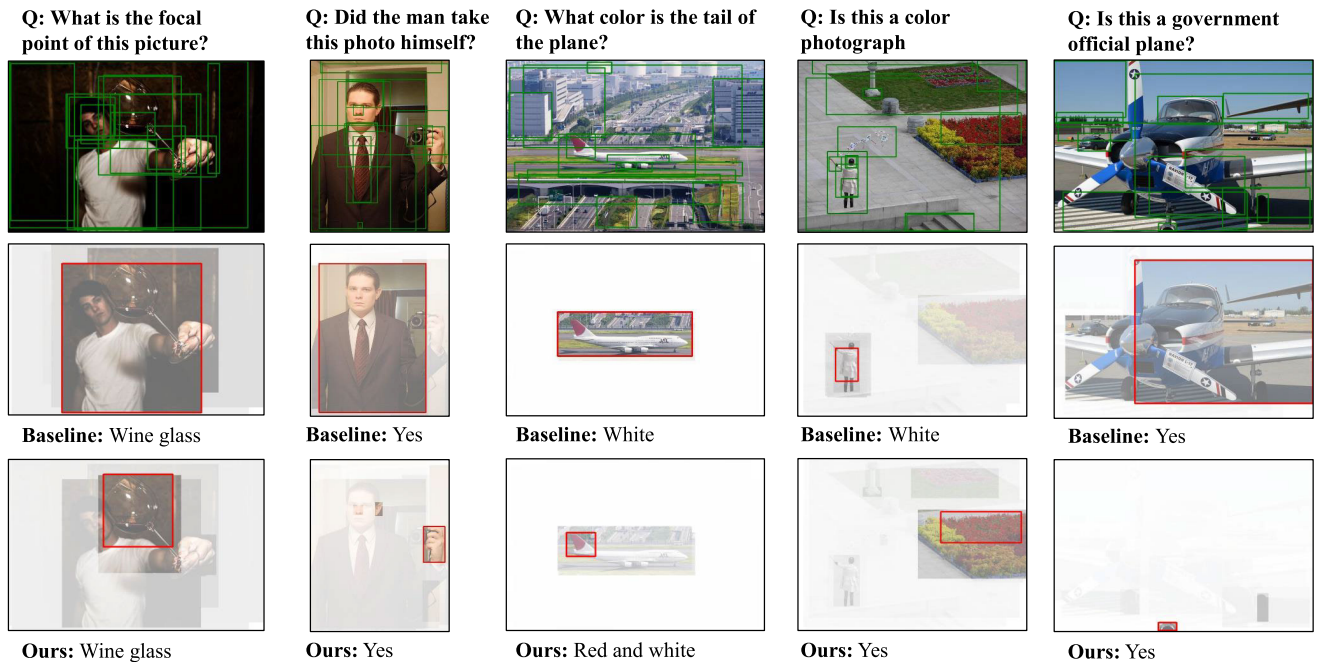 Q: What is the focal
point of this picture?
Q: Did the man take
this photo himself?
Q: What color is the tail of
the plane?
Q: Is this a color
photograph
Q: Is this a government
official plane?
Baseline: Wine glass
Baseline: Yes
Baseline: White
Baseline: White
Baseline: Yes
Ours: Wine glass
Ours: Yes
Ours: Red and white
Ours: Yes
Ours: Yes